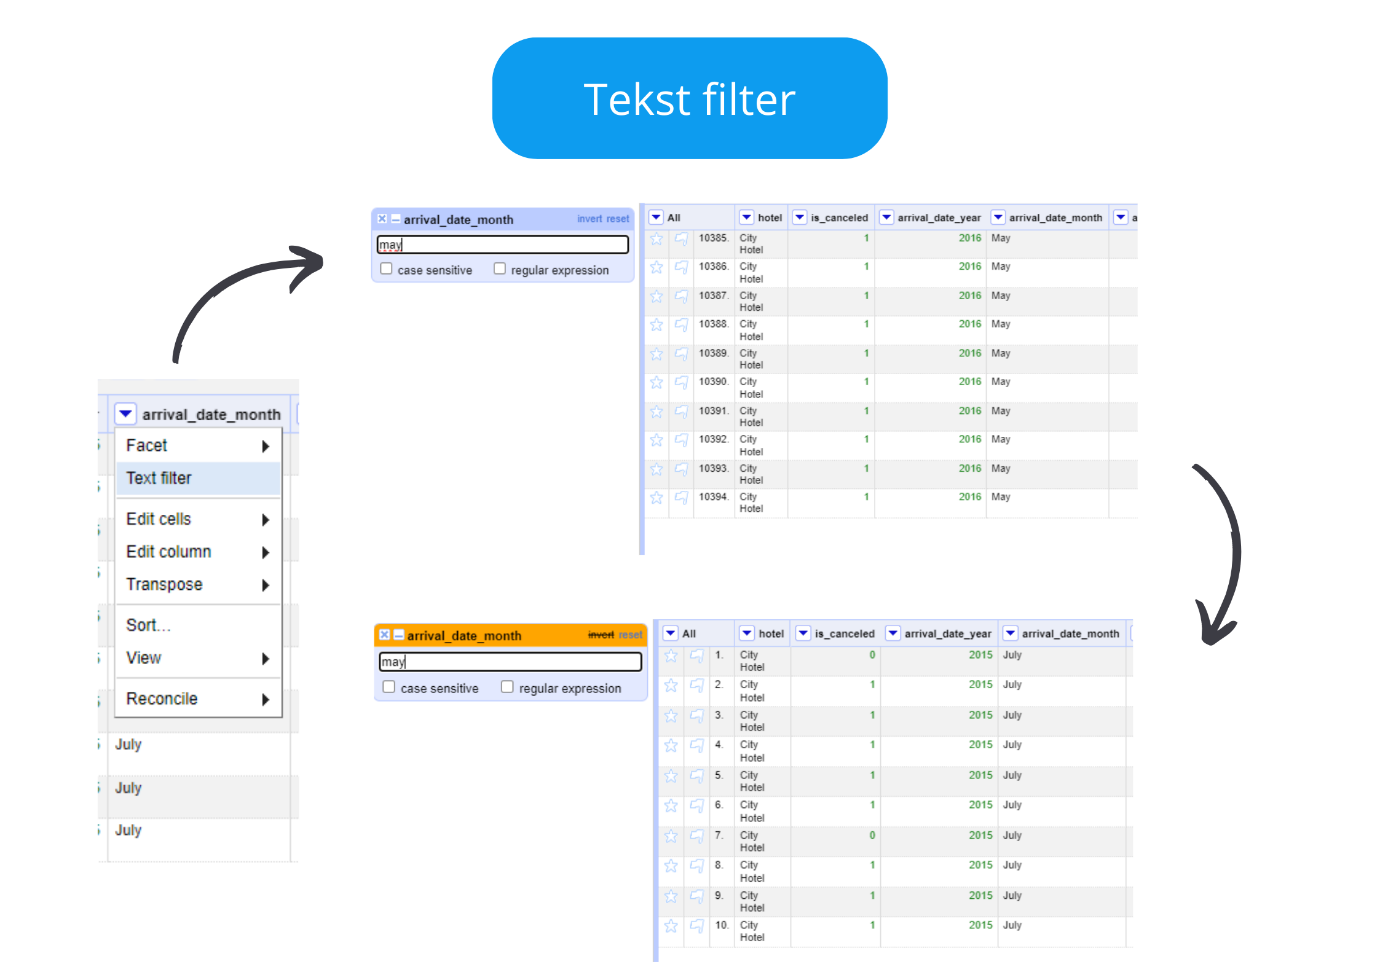 Tekst filter
arrival_date_month
Facet
Text filter
Edit cells
Edit column
Transpose
Sort...
View
Reconcile
July
July
July
arrival_date_month invert reset
may
case sensitive regular expression
All hotel is_canceled arrival_date_year arrival_date_month a
10385. City Hotel 1 2016 May
10386. City Hotel 1 2016 May
10387. City Hotel 1 2016 May
10388. City Hotel 1 2016 May
10389. City Hotel 1 2016 May
10390. City Hotel 1 2016 May
10391. City Hotel 1 2016 May
10392. City Hotel 1 2016 May
10393. City Hotel 1 2016 May
10394. City Hotel 1 2016 May
arrival_date_month invert reset
may
case sensitive regular expression
All hotel is_canceled arrival_date_year arrival_date_month
1. City Hotel 0 2015 July
2. City Hotel 1 2015 July
3. City Hotel 1 2015 July
4. City Hotel 1 2015 July
5. City Hotel 1 2015 July
6. City Hotel 1 2015 July
7. City Hotel 0 2015 July
8. City Hotel 1 2015 July
9. City Hotel 1 2015 July
10. City Hotel 1 2015 July